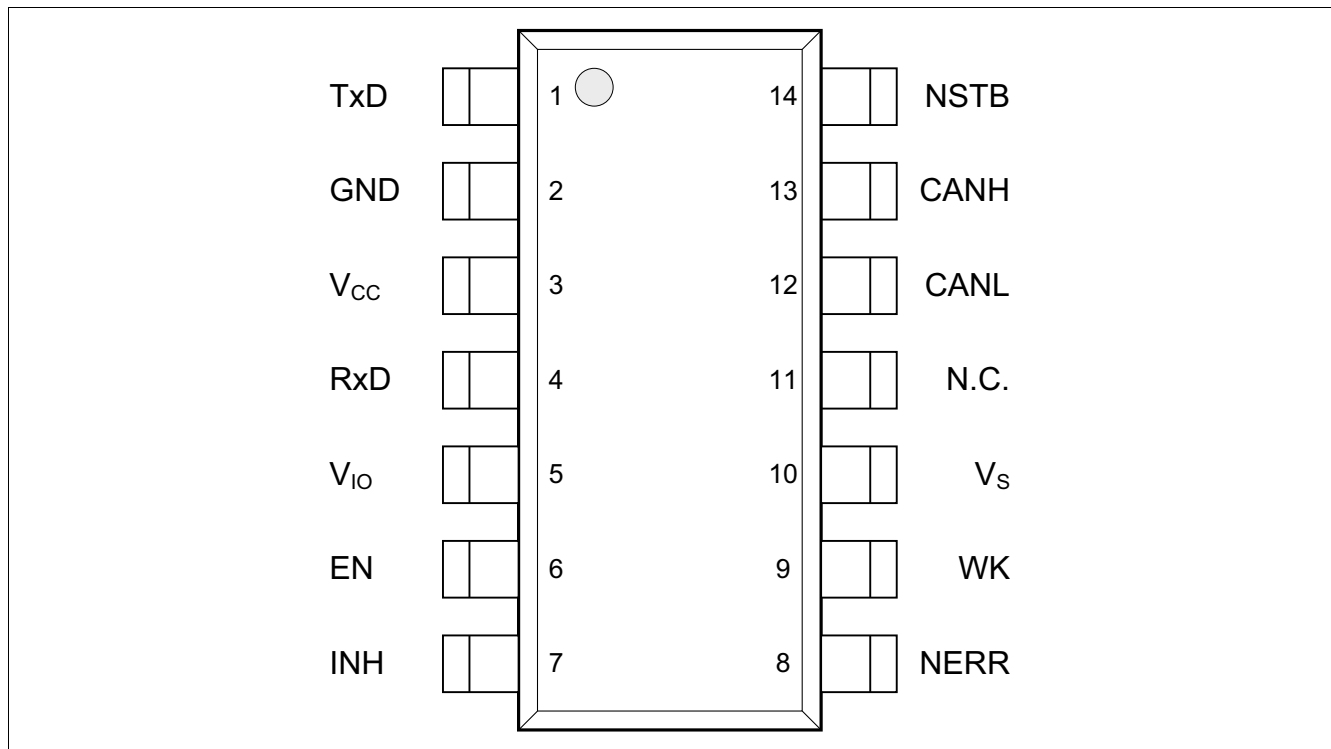 TxD 1 14 NSTB
GND 2 13 CANH
VCC 3 12 CANL
RxD 4 11 N.C.
VIO 5 10 VS
EN 6 9 WK
INH 7 8 NERR